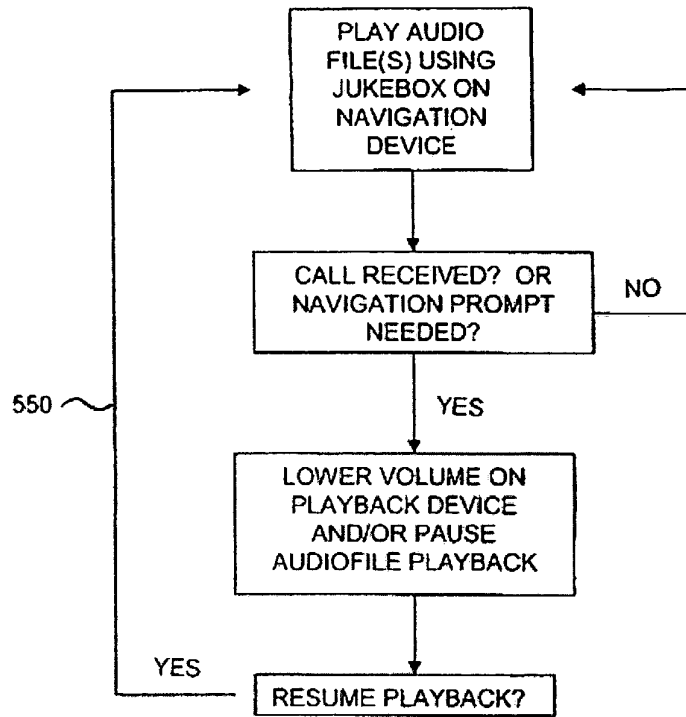 PLAY AUDIO
FILE(S) USING
JUKEBOX ON
NAVIGATION
DEVICE
CALL RECEIVED? OR
NAVIGATION PROMPT
NEEDED?
NO
550
YES
LOWER VOLUME ON
PLAYBACK DEVICE
AND/OR PAUSE
AUDIOFILE PLAYBACK
YES
RESUME PLAYBACK?